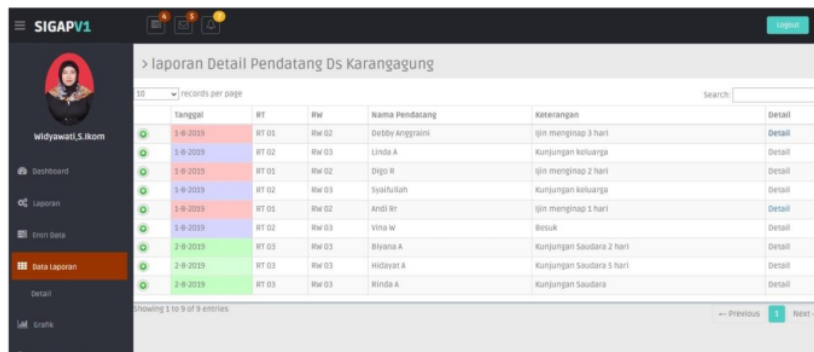 SIGAPV1
4
5
7
Logout
Widyawati,S.Ikom
Dashboard
Laporan
Entri Data
Data Laporan
Detail
Grafik
> laporan Detail Pendatang Ds Karangagung
10 records per page
Search:
Tanggal RT RW Nama Pendatang Keterangan Detail
1-8-2019 RT 01 RW 02 Debby Anggraini Ijin menginap 3 hari Detail
1-8-2019 RT 02 RW 03 Linda A Kunjungan keluarga Detail
1-8-2019 RT 01 RW 02 Digo R Ijin menginap 2 hari Detail
1-8-2019 RT 02 RW 03 Syaifullah Kunjungan keluarga Detail
1-8-2019 RT 01 RW 02 Andi Rr Ijin menginap 1 hari Detail
1-8-2019 RT 02 RW 03 Vina W Besuk Detail
2-8-2019 RT 03 RW 03 Biyana A Kunjungan Saudara 2 hari Detail
2-8-2019 RT 03 RW 03 Hidayat A Kunjungan Saudara 5 hari Detail
2-8-2019 RT 03 RW 03 Rinda A Kunjungan Saudara Detail
Showing 1 to 9 of 9 entries
← Previous 1 Next